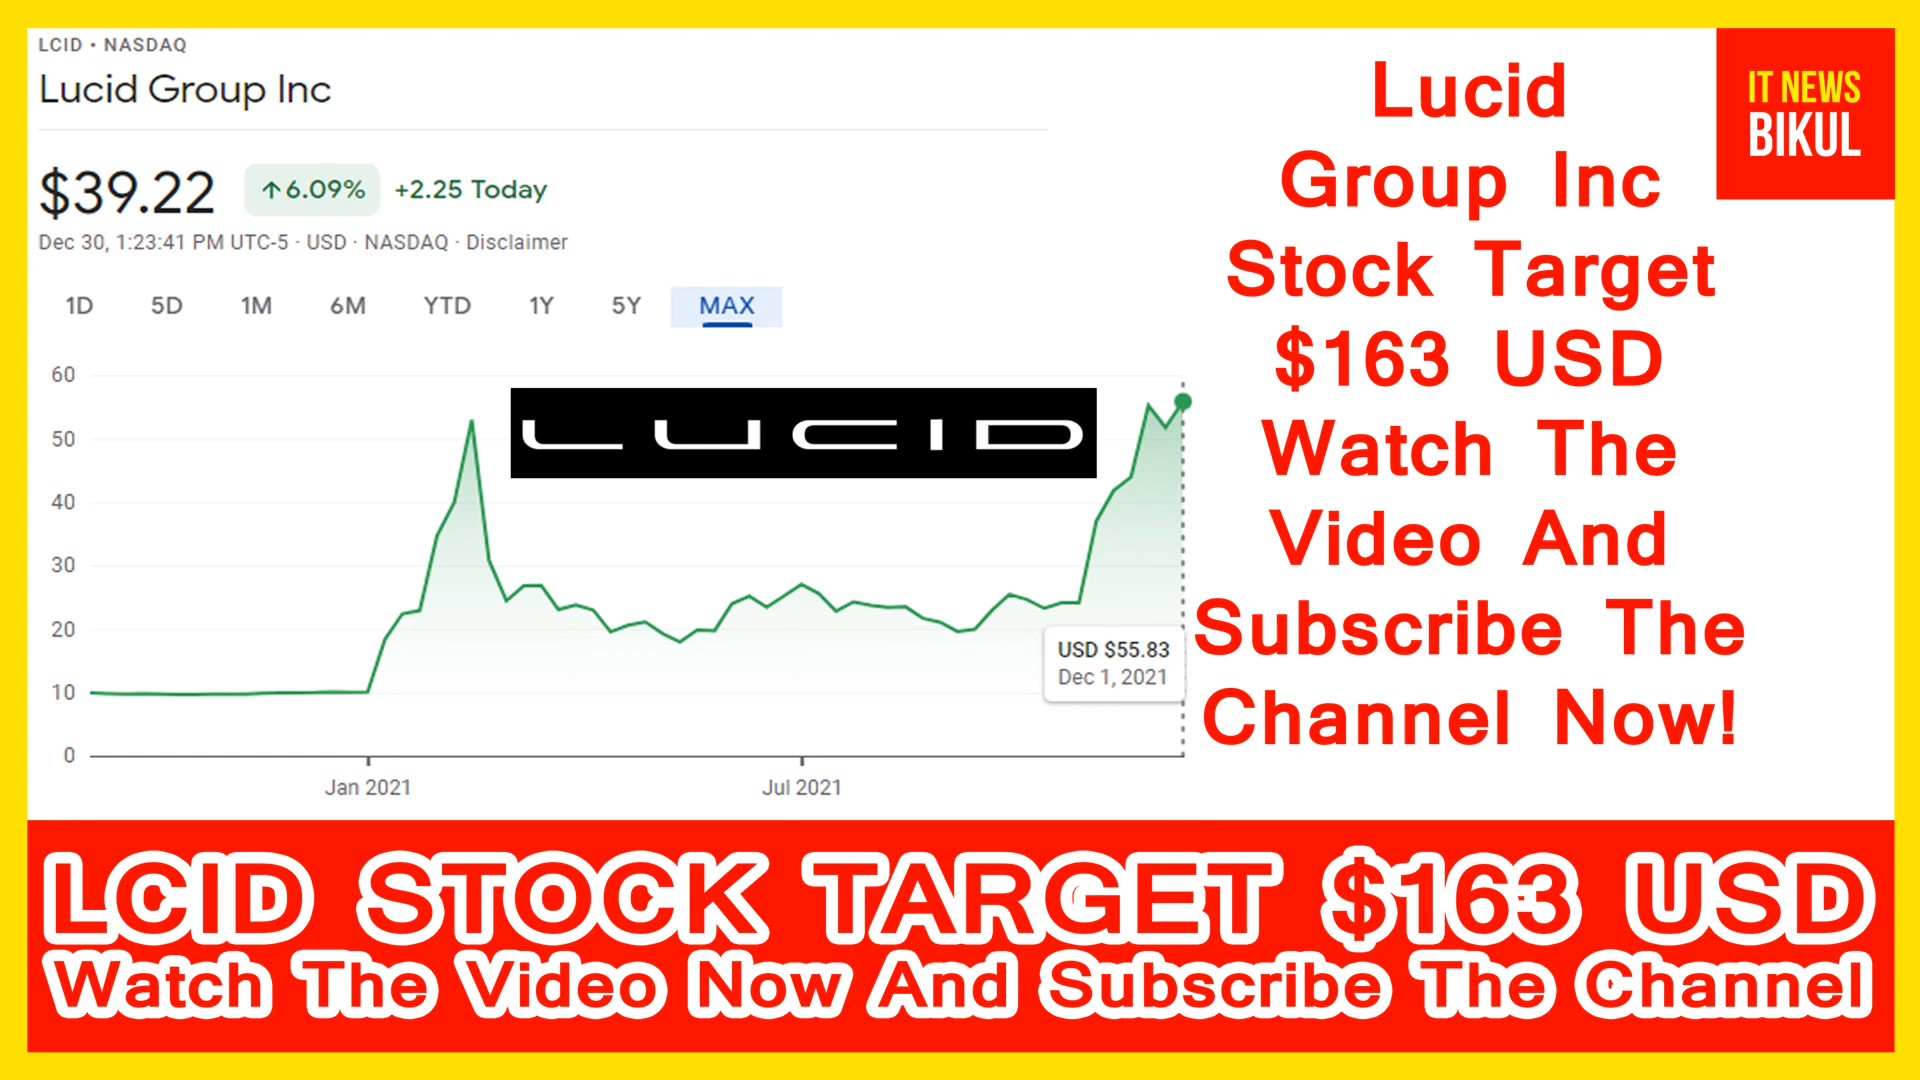 LCID • NASDAQ
Lucid Group Inc
$39.22 ↑6.09% +2.25 Today
Dec 30, 1:23:41 PM UTC-5 · USD · NASDAQ · Disclaimer
1D 5D 1M 6M YTD 1Y 5Y MAX
60
50
40
30
20
10
0
LUCID
USD $55.83
Dec 1, 2021
Jan 2021 Jul 2021
Lucid
Group Inc
Stock Target
$163 USD
Watch The
Video And
Subscribe The
Channel Now!
IT NEWS
BIKUL
LCID STOCK TARGET $163 USD
Watch The Video Now And Subscribe The Channel